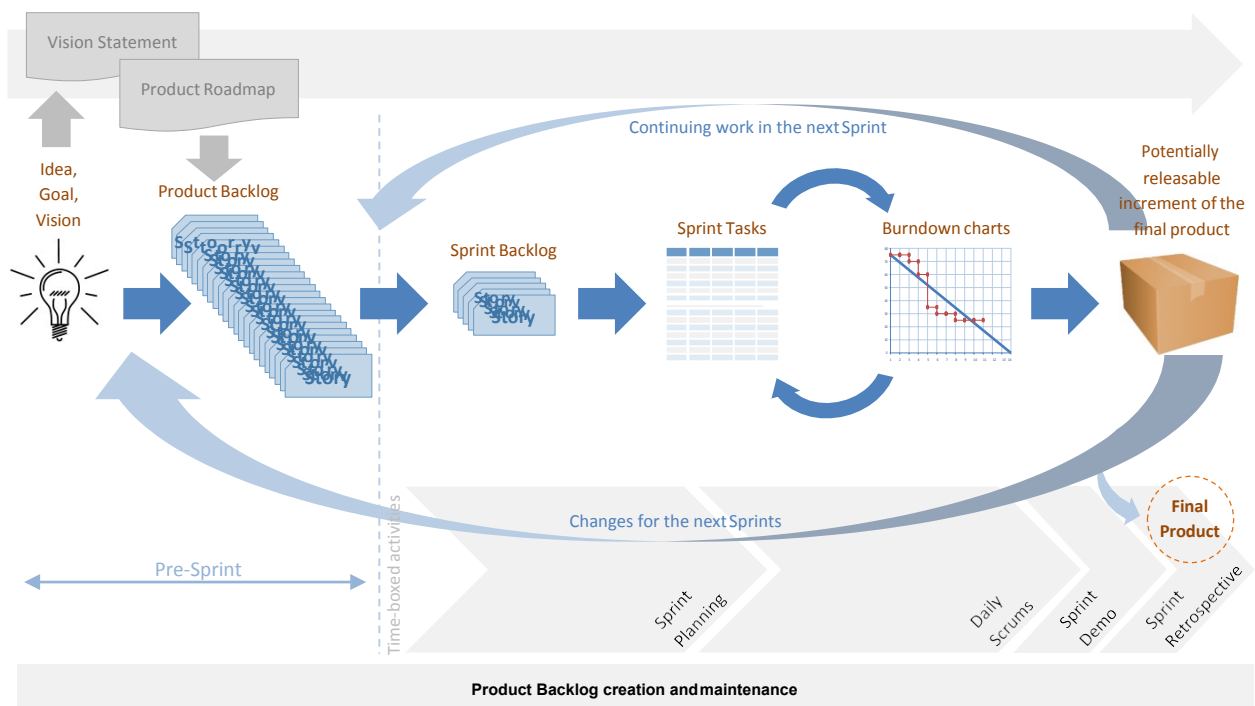 Vision Statement
Product Roadmap
Continuing work in the next Sprint
Idea,
Goal,
Vision
Product Backlog
Potentially
releasable
increment of the
final product
Sprint Tasks
Burndown charts
Sprint Backlog
Story
Story
Changes for the next Sprints
Final
Product
Pre-Sprint
Time-boxed activities
Sprint
Planning
Daily
Scrums
Sprint
Demo
Sprint
Retrospective
Product Backlog creation and maintenance